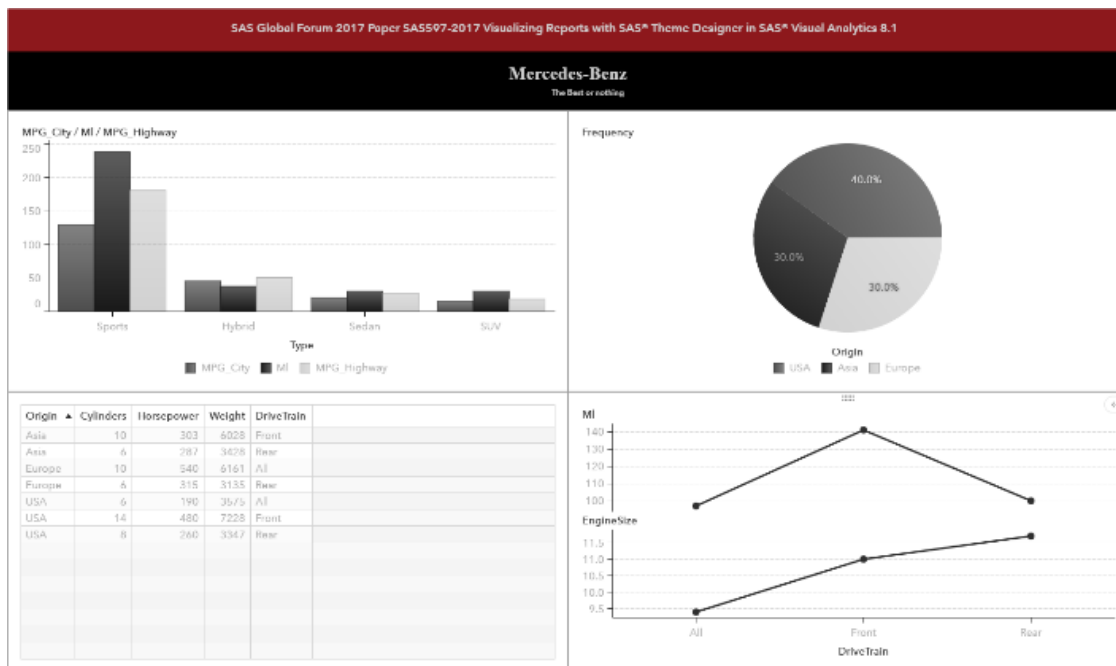 SAS Global Forum 2017 Paper SAS597-2017 Visualizing Reports with SAS® Theme Designer in SAS® Visual Analytics 8.1
Mercedes-Benz
The Best or nothing
MPG_City / MI / MPG_Highway
250
200
150
100
50
0
Sports Hybrid Sedan SUV
Type
MPG_City MI MPG_Highway
Frequency
40.0%
30.0%
30.0%
Origin
USA Asia Europe
Origin Cylinders Horsepower Weight DriveTrain
Asia 10 303 6028 Front
Asia 6 287 3428 Rear
Europe 10 540 6161 All
Europe 6 315 3135 Rear
USA 6 190 3575 All
USA 14 480 7228 Front
USA 8 260 3347 Rear
MI
140
130
120
110
100
EngineSize
11.5
11.0
10.5
10.0
9.5
All Front Rear
DriveTrain